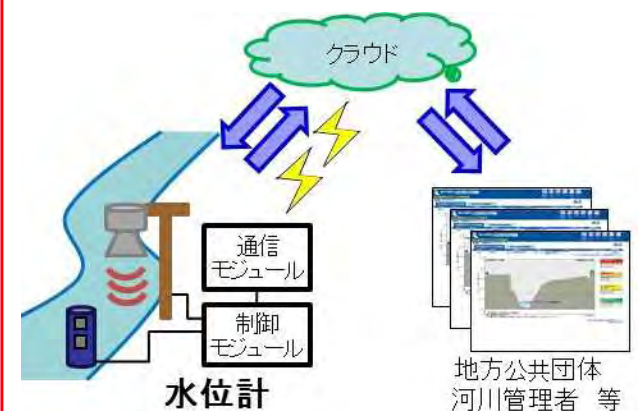 クラウド
通信
モジュール
制御
モジュール
水位計
地方公共団体
河川管理者 等